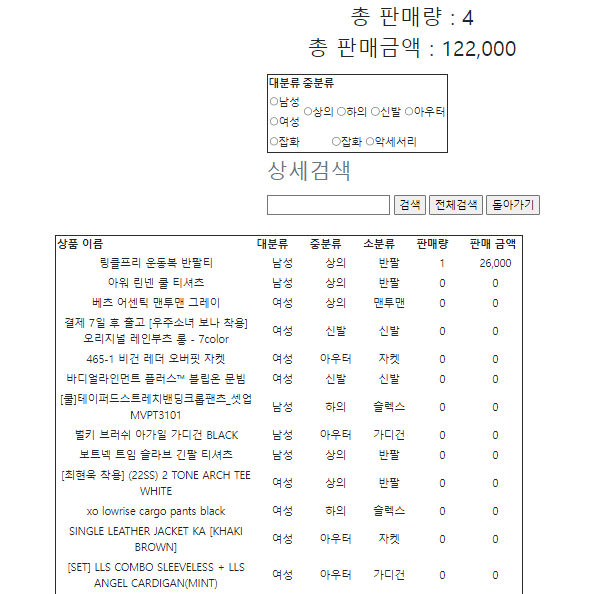 총 판매량 : 4
총 판매금액 : 122,000
대분류 중분류
남성
여성
상의 하의 신발 아우터
잡화 잡화 악세서리
상세검색
검색 전체검색 돌아가기
상품 이름 대분류 중분류 소분류 판매량 판매 금액
링클프리 운동복 반팔티 남성 상의 반팔 1 26,000
아워 린넨 쿨 티셔츠 남성 상의 반팔 0 0
베츠 어센틱 맨투맨 그레이 여성 상의 맨투맨 0 0
결제 7일 후 출고 [우주소녀 보나 착용]
오리지널 레인부츠 롱 - 7color 여성 신발 신발 0 0
465-1 비건 레더 오버핏 자켓 여성 아우터 자켓 0 0
바디얼라인먼트 플러스™ 블립온 문빔 여성 신발 신발 0 0
[쿨]테이퍼드스트레치밴딩크롭팬츠_셋업
MVPT3101 남성 하의 슬렉스 0 0
벌키 브러쉬 아가일 가디건 BLACK 남성 아우터 가디건 0 0
보트넥 트임 슬라브 긴팔 티셔츠 남성 상의 반팔 0 0
[최현욱 착용] (22SS) 2 TONE ARCH TEE
WHITE 여성 상의 반팔 0 0
xo lowrise cargo pants black 여성 하의 슬렉스 0 0
SINGLE LEATHER JACKET KA [KHAKI
BROWN] 여성 아우터 자켓 0 0
[SET] LLS COMBO SLEEVELESS + LLS
ANGEL CARDIGAN(MINT) 여성 아우터 가디건 0 0